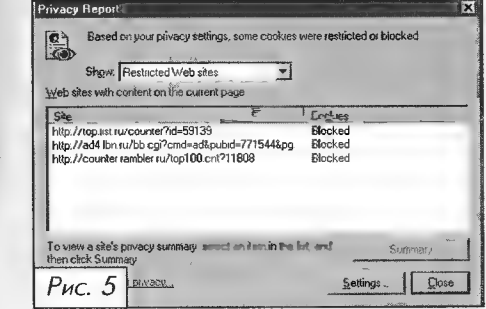 Privacy Report
Based on your privacy settings, some cookies were restricted or blocked
Show: Restricted Web sites
Web sites with content on the current page
Site Cookies
http://top.list.ru/counter?id=59139 Blocked
http://ad4.lbn.ru/bb.cgi?cmd=ad&pubid=771544&pg Blocked
http://counter.rambler.ru/top100.cnt?11808 Blocked
To view a site's privacy summary, select an item in the list, and
then click Summary.
Summary
Рис. 5
privacy...
Settings...
Close